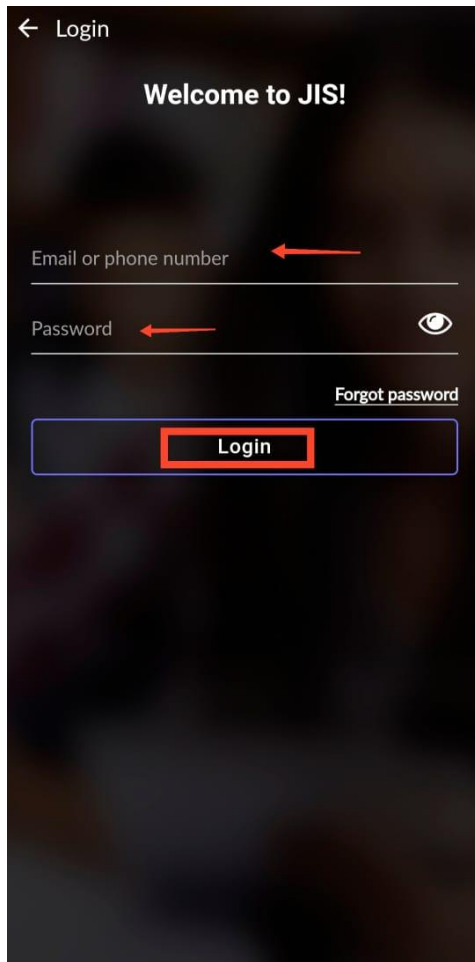 Login
Welcome to JIS!
Email or phone number
Password
Forgot password
Login